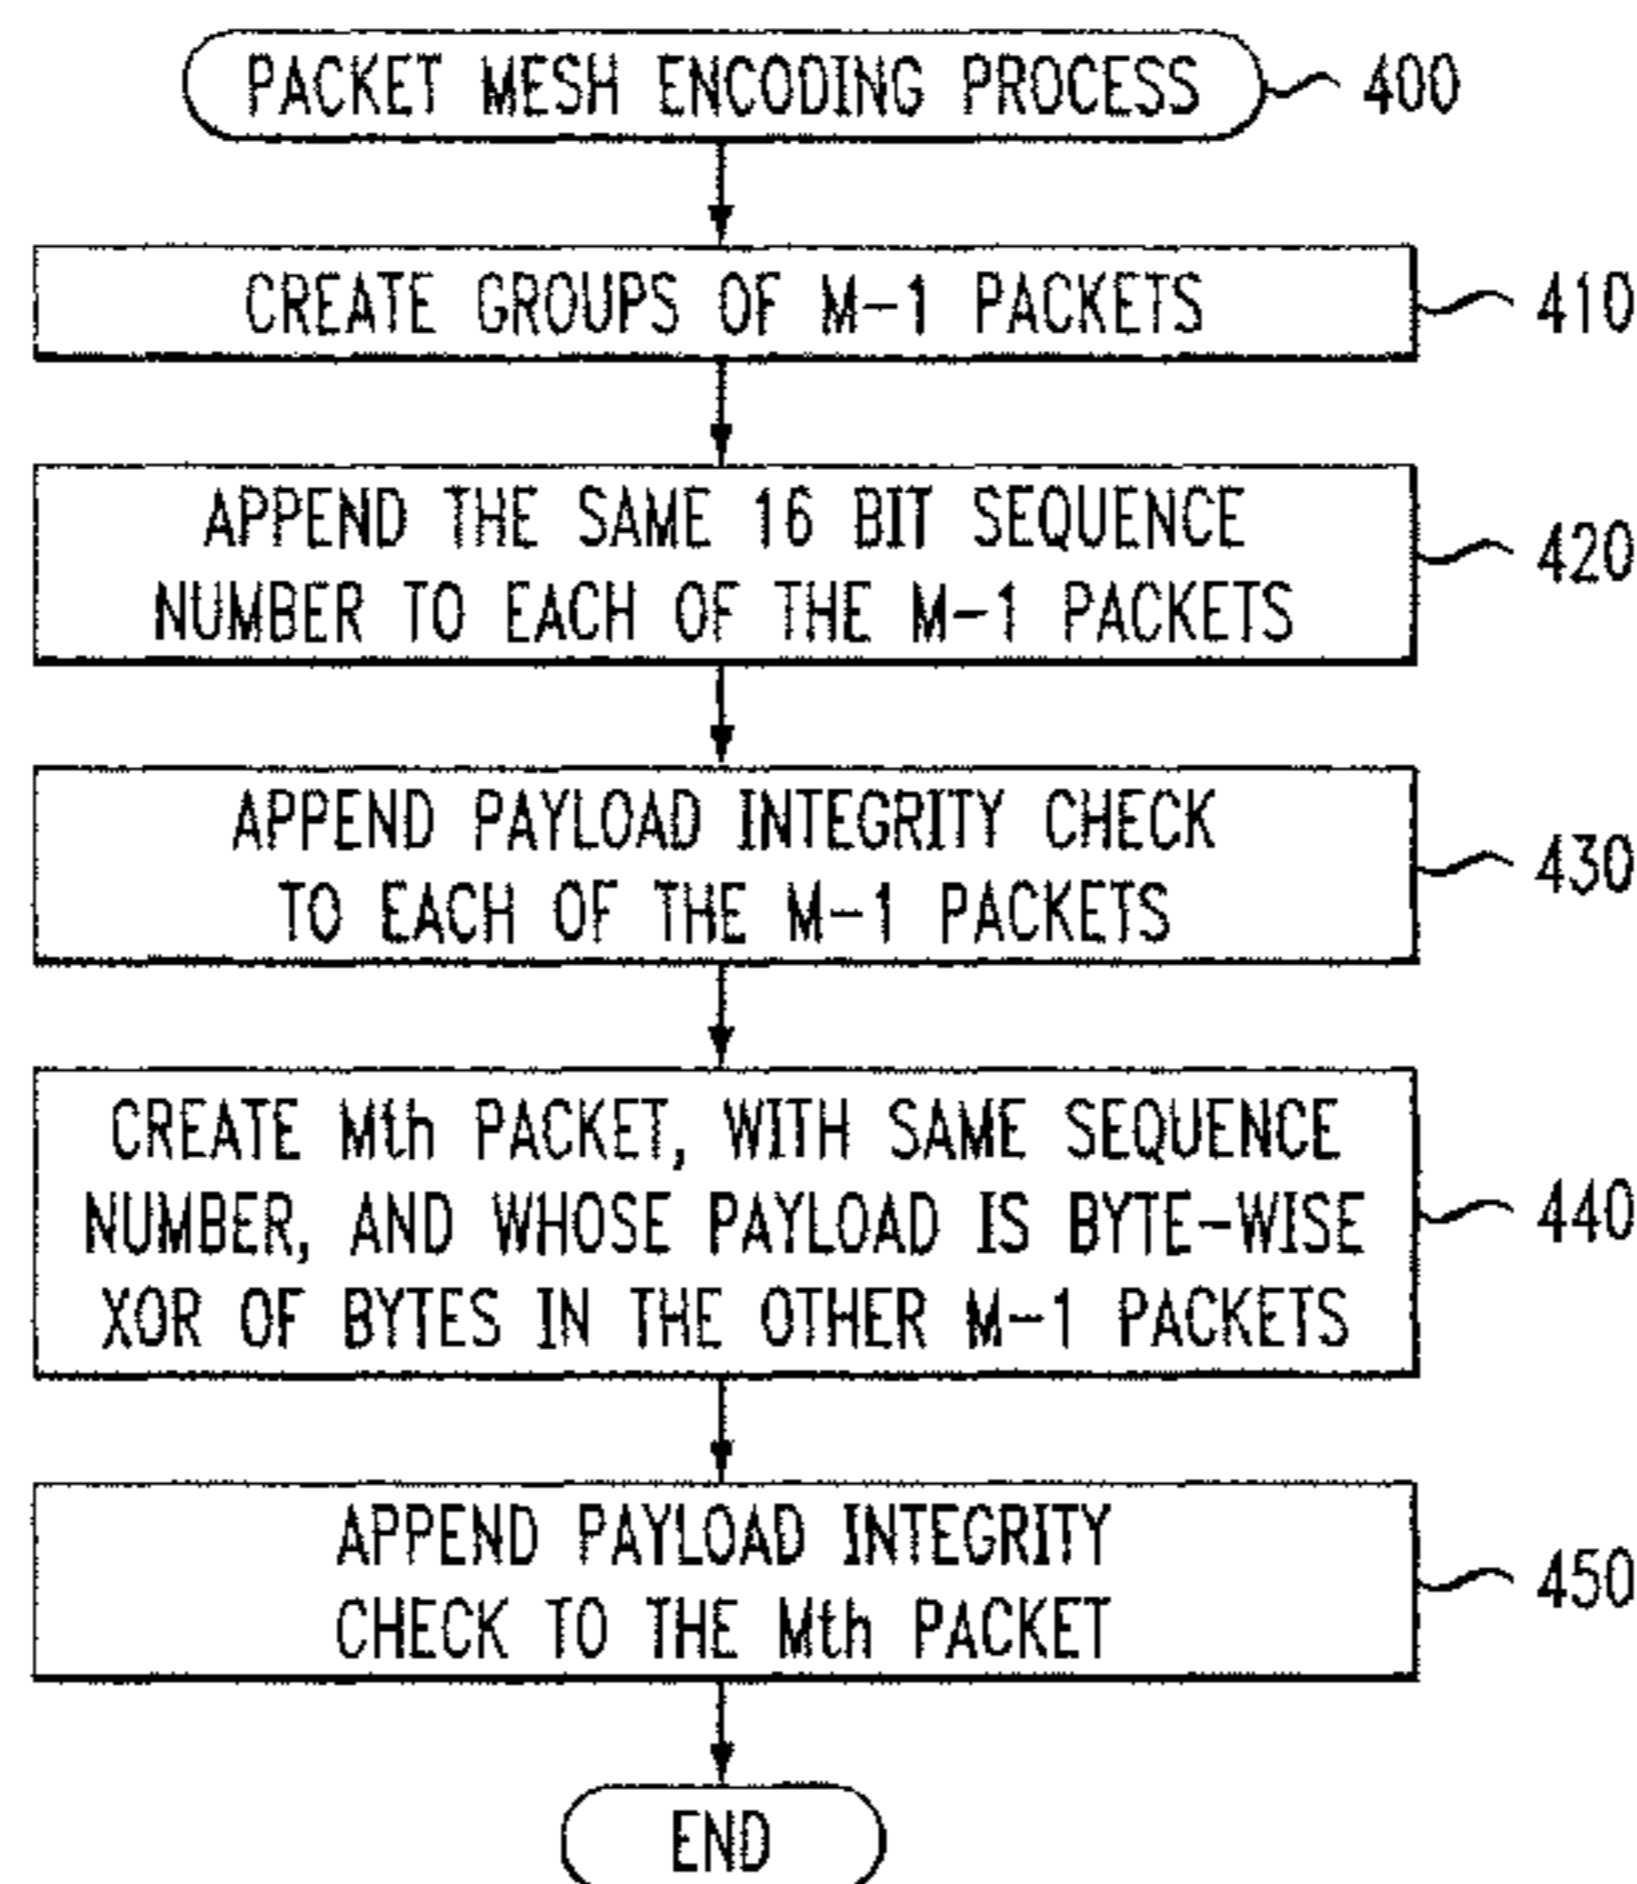 PACKET MESH ENCODING PROCESS
400
CREATE GROUPS OF M-1 PACKETS
410
APPEND THE SAME 16 BIT SEQUENCE
NUMBER TO EACH OF THE M-1 PACKETS
420
APPEND PAYLOAD INTEGRITY CHECK
TO EACH OF THE M-1 PACKETS
430
CREATE Mth PACKET, WITH SAME SEQUENCE
NUMBER, AND WHOSE PAYLOAD IS BYTE-WISE
XOR OF BYTES IN THE OTHER M-1 PACKETS
440
APPEND PAYLOAD INTEGRITY
CHECK TO THE Mth PACKET
450
END